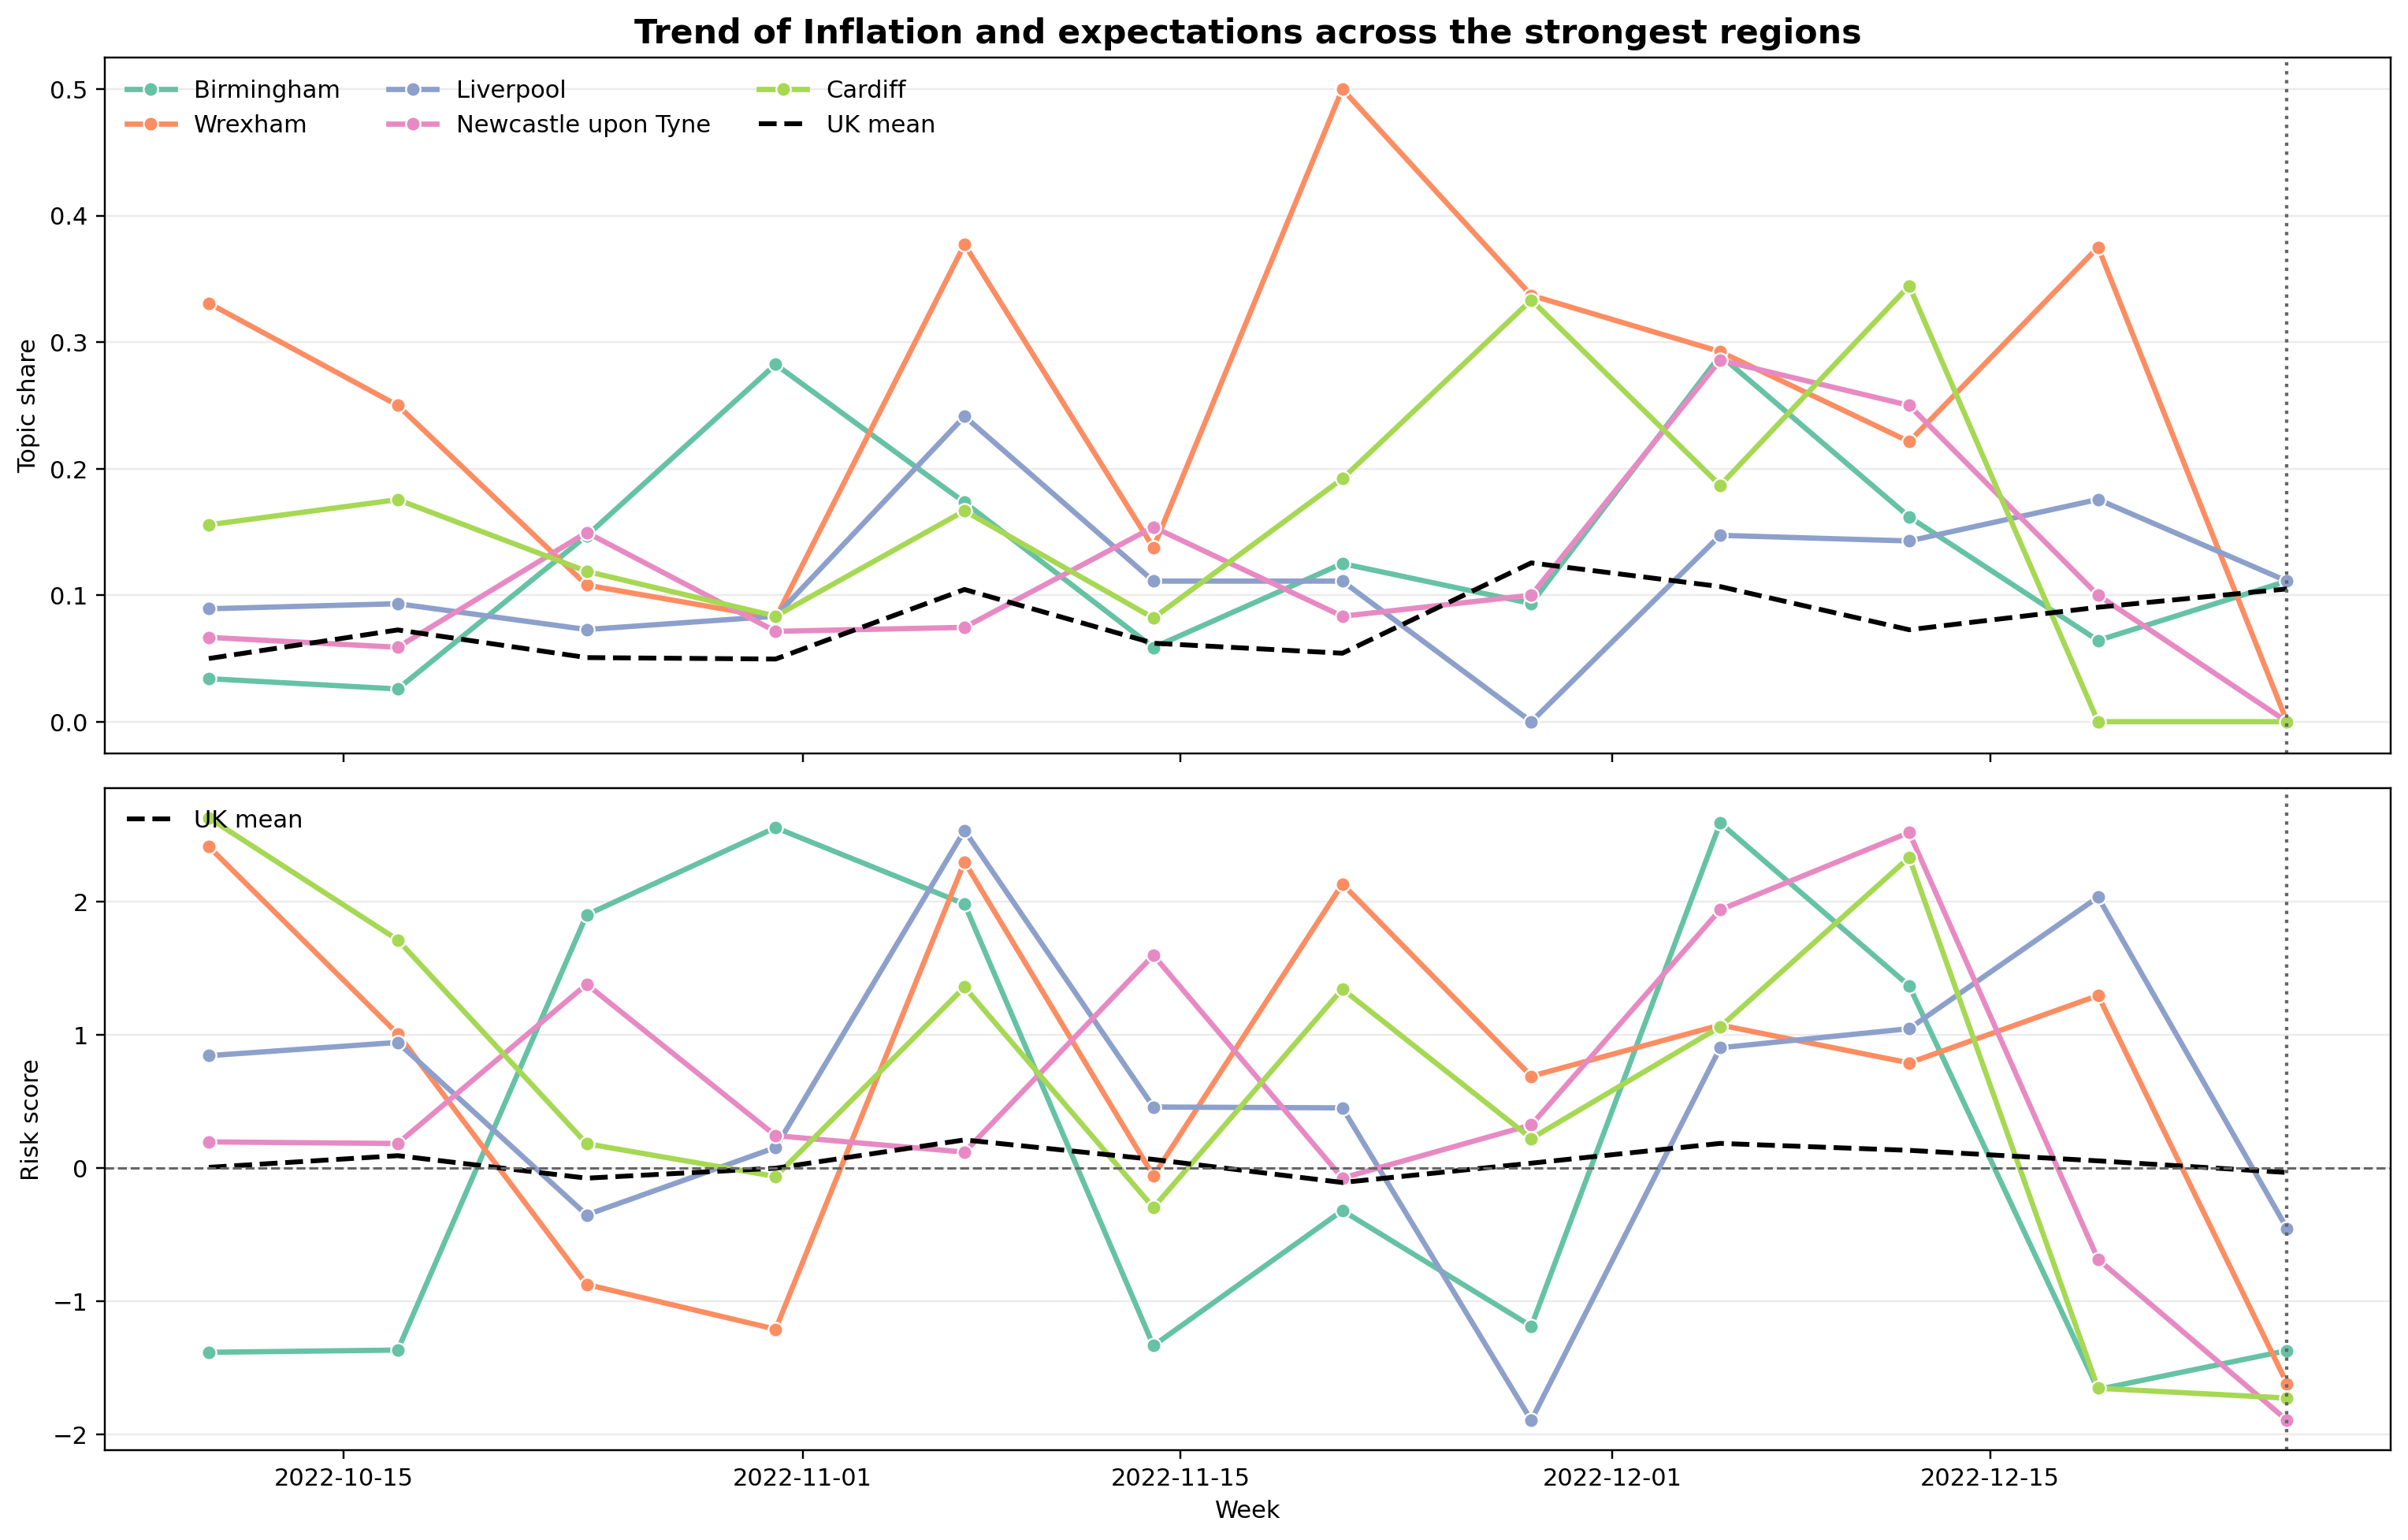 Trend of Inflation and expectations across the strongest regions
Birmingham
Liverpool
Cardiff
Wrexham
Newcastle upon Tyne
UK mean
Topic share
0.5
0.4
0.3
0.2
0.1
0.0
UK mean
Risk score
2
1
0
−1
−2
2022-10-15
2022-11-01
2022-11-15
2022-12-01
2022-12-15
Week